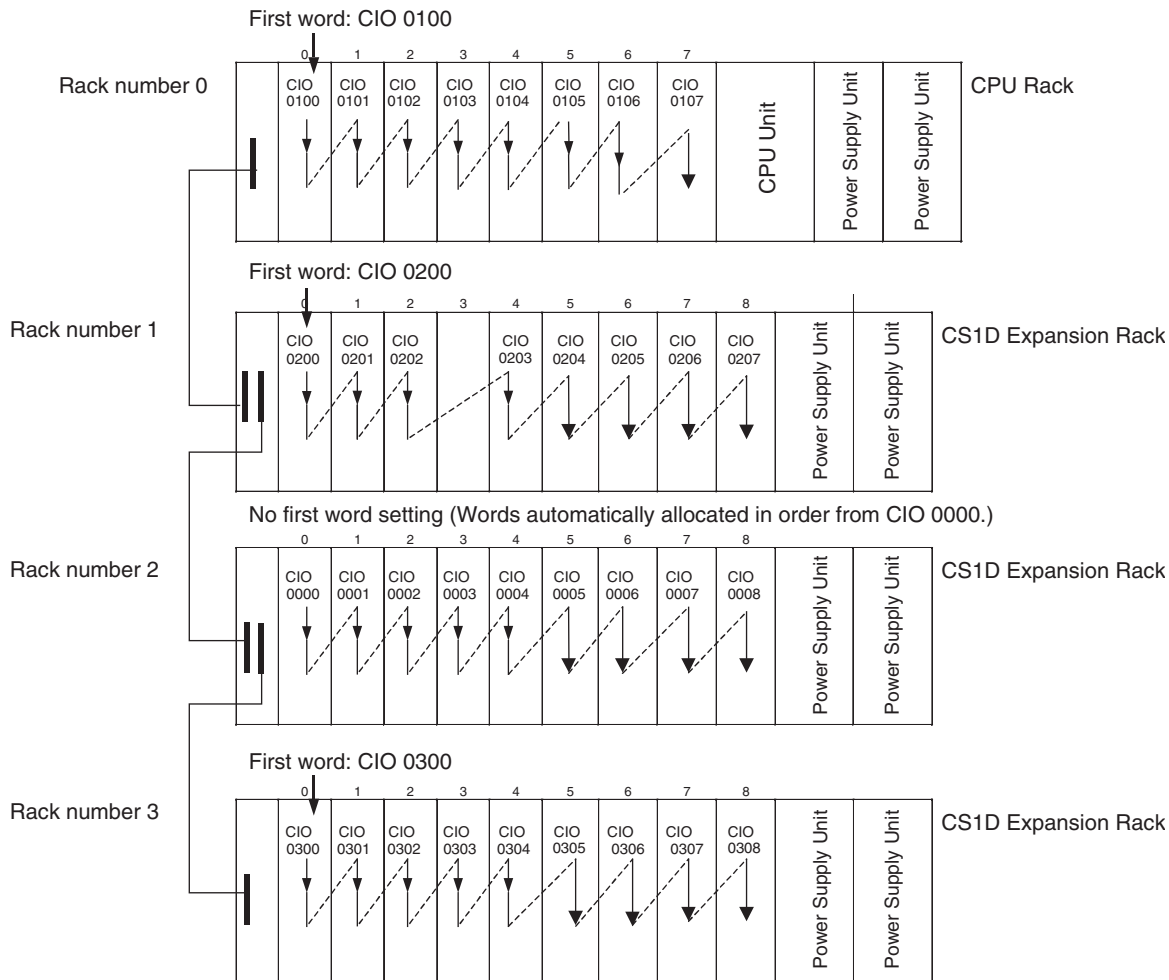 First word: CIO 0100
0 1 2 3 4 5 6 7
Rack number 0
CIO 0100
CIO 0101
CIO 0102
CIO 0103
CIO 0104
CIO 0105
CIO 0106
CIO 0107
CPU Unit
Power Supply Unit
Power Supply Unit
CPU Rack
First word: CIO 0200
0 1 2 3 4 5 6 7 8
Rack number 1
CIO 0200
CIO 0201
CIO 0202
CIO 0203
CIO 0204
CIO 0205
CIO 0206
CIO 0207
Power Supply Unit
Power Supply Unit
CS1D Expansion Rack
No first word setting (Words automatically allocated in order from CIO 0000.)
0 1 2 3 4 5 6 7 8
Rack number 2
CIO 0000
CIO 0001
CIO 0002
CIO 0003
CIO 0004
CIO 0005
CIO 0006
CIO 0007
CIO 0008
Power Supply Unit
Power Supply Unit
CS1D Expansion Rack
First word: CIO 0300
0 1 2 3 4 5 6 7 8
Rack number 3
CIO 0300
CIO 0301
CIO 0302
CIO 0303
CIO 0304
CIO 0305
CIO 0306
CIO 0307
CIO 0308
Power Supply Unit
Power Supply Unit
CS1D Expansion Rack